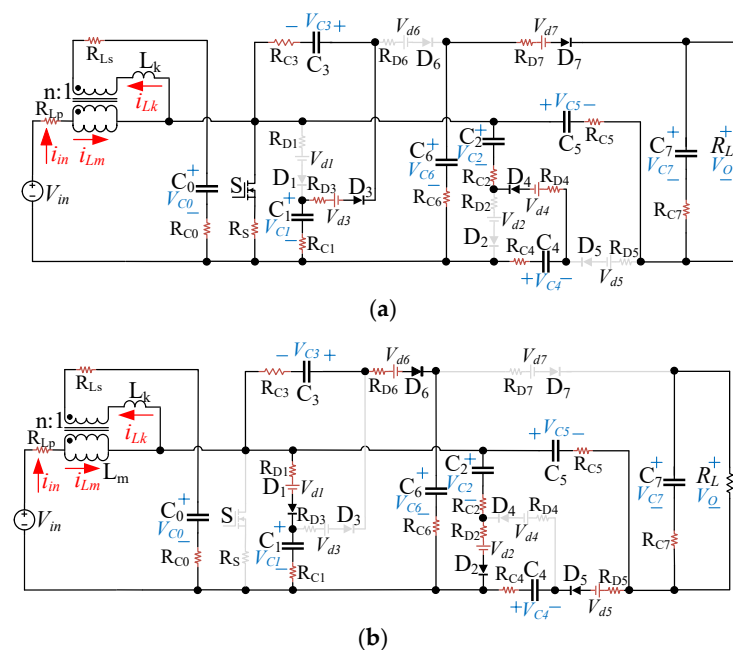 − V_C3 +
V_d6
V_d7
R_Ls
R_C3
C_3
R_D6
D_6
R_D7
D_7
n:1
L_k
i_Lk
R_Lp
i_in
i_Lm
V_in
C_0 +
V_C0 −
R_C0
S
R_S
R_D1
V_d1
D_1
R_D3
D_3
V_d3
C_1 +
V_C1 −
R_C1
C_6 +
V_C6 −
R_C6
C_2 +
V_C2 −
R_C2
+ V_C5 −
C_5
R_C5
D_4
R_D4
V_d4
R_D2
V_d2
D_2
R_C4
C_4
+ V_C4 −
D_5
R_D5
V_d5
C_7 +
V_C7 −
R_C7
R_L +
V_O −
(a)
− V_C3 +
V_d6
V_d7
R_Ls
R_C3
C_3
R_D6
D_6
R_D7
D_7
n:1
L_k
i_Lk
R_Lp
i_in
i_Lm
L_m
V_in
C_0 +
V_C0 −
R_C0
S
R_S
R_D1
D_1
V_d1
R_D3
D_3
V_d3
C_1 +
V_C1 −
R_C1
C_6 +
V_C6 −
R_C6
C_2 +
V_C2 −
R_C2
+ V_C5 −
C_5
R_C5
D_4
R_D4
V_d4
R_D2
V_d2
D_2
R_C4
C_4
+ V_C4 −
D_5
R_D5
V_d5
C_7 +
V_C7 −
R_C7
R_L +
V_O −
(b)